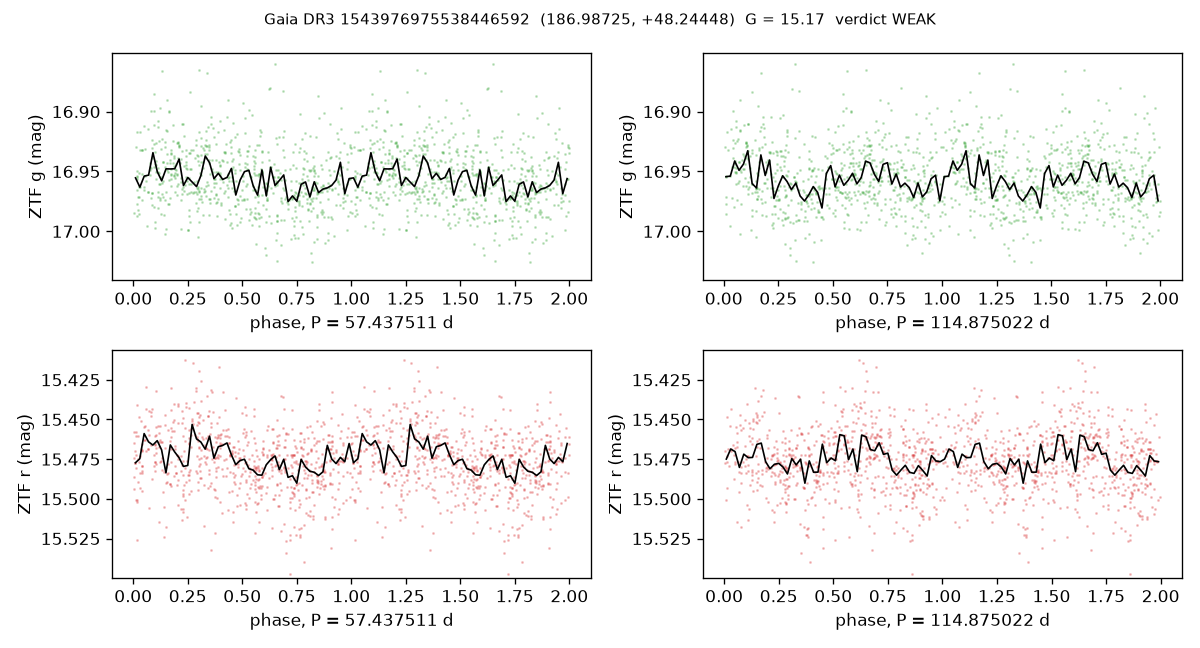 Gaia DR3 1543976975538446592 (186.98725, +48.24448) G = 15.17 verdict WEAK
ZTF g (mag)
16.90
16.95
17.00
0.00 0.25 0.50 0.75 1.00 1.25 1.50 1.75 2.00
phase, P = 57.437511 d
ZTF g (mag)
16.90
16.95
17.00
0.00 0.25 0.50 0.75 1.00 1.25 1.50 1.75 2.00
phase, P = 114.875022 d
ZTF r (mag)
15.425
15.450
15.475
15.500
15.525
0.00 0.25 0.50 0.75 1.00 1.25 1.50 1.75 2.00
phase, P = 57.437511 d
ZTF r (mag)
15.425
15.450
15.475
15.500
15.525
0.00 0.25 0.50 0.75 1.00 1.25 1.50 1.75 2.00
phase, P = 114.875022 d